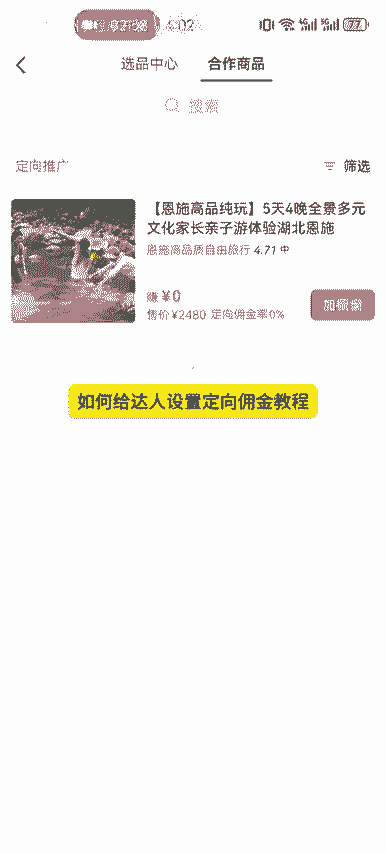 02:58 4:02
77
选品中心 合作商品
搜索
定向推广 筛选
【恩施高品纯玩】5天4晚全景多元
文化家长亲子游体验湖北恩施
恩施高品质自由旅行 4.71 中
赚 ¥0
售价 ¥2480 定向佣金率0%
加橱窗
如何给达人设置定向佣金教程